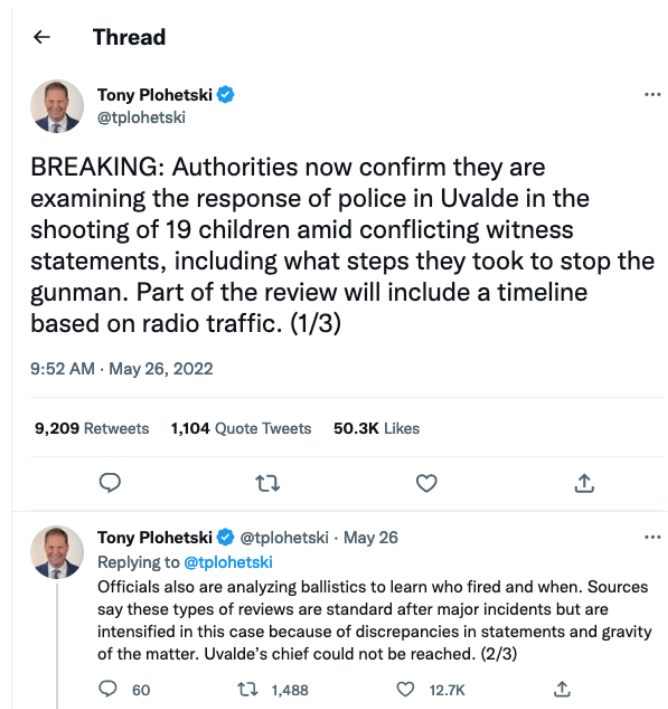 Thread
Tony Plohetski
@tplohetski
BREAKING: Authorities now confirm they are
examining the response of police in Uvalde in the
shooting of 19 children amid conflicting witness
statements, including what steps they took to stop the
gunman. Part of the review will include a timeline
based on radio traffic. (1/3)
9:52 AM · May 26, 2022
9,209 Retweets 1,104 Quote Tweets 50.3K Likes
Tony Plohetski @tplohetski · May 26
Replying to @tplohetski
Officials also are analyzing ballistics to learn who fired and when. Sources
say these types of reviews are standard after major incidents but are
intensified in this case because of discrepancies in statements and gravity
of the matter. Uvalde’s chief could not be reached. (2/3)
60 1,488 12.7K